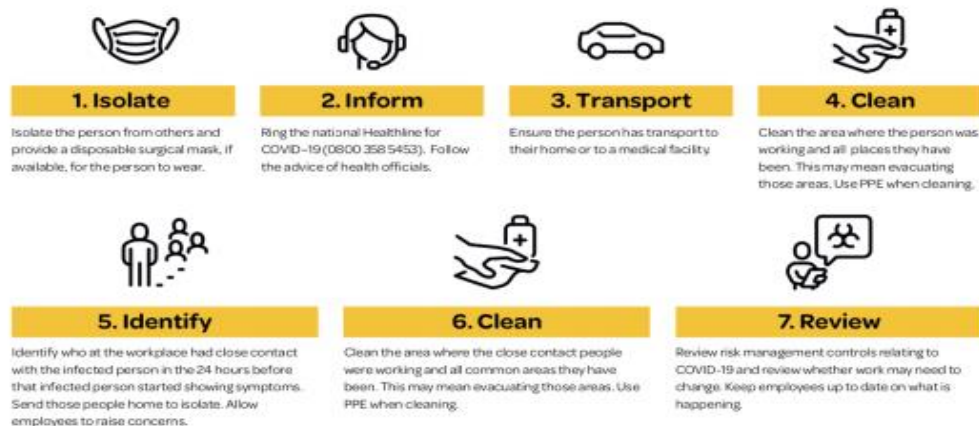 1. Isolate
Isolate the person from others and
provide a disposable surgical mask, if
available, for the person to wear.
2. Inform
Ring the national Healthline for
COVID-19 (0800 358 5453). Follow
the advice of health officials.
3. Transport
Ensure the person has transport to
their home or to a medical facility.
4. Clean
Clean the area where the person was
working and all places they have
been. This may mean evacuating
those areas. Use PPE when cleaning.
5. Identify
Identify who at the workplace had close contact
with the infected person in the 24 hours before
that infected person started showing symptoms.
Send those people home to isolate. Allow
employees to raise concerns.
6. Clean
Clean the area where the close contact people
were working and all common areas they have
been. This may mean evacuating those areas. Use
PPE when cleaning.
7. Review
Review risk management controls relating to
COVID-19 and review whether work may need to
change. Keep employees up to date on what is
happening.